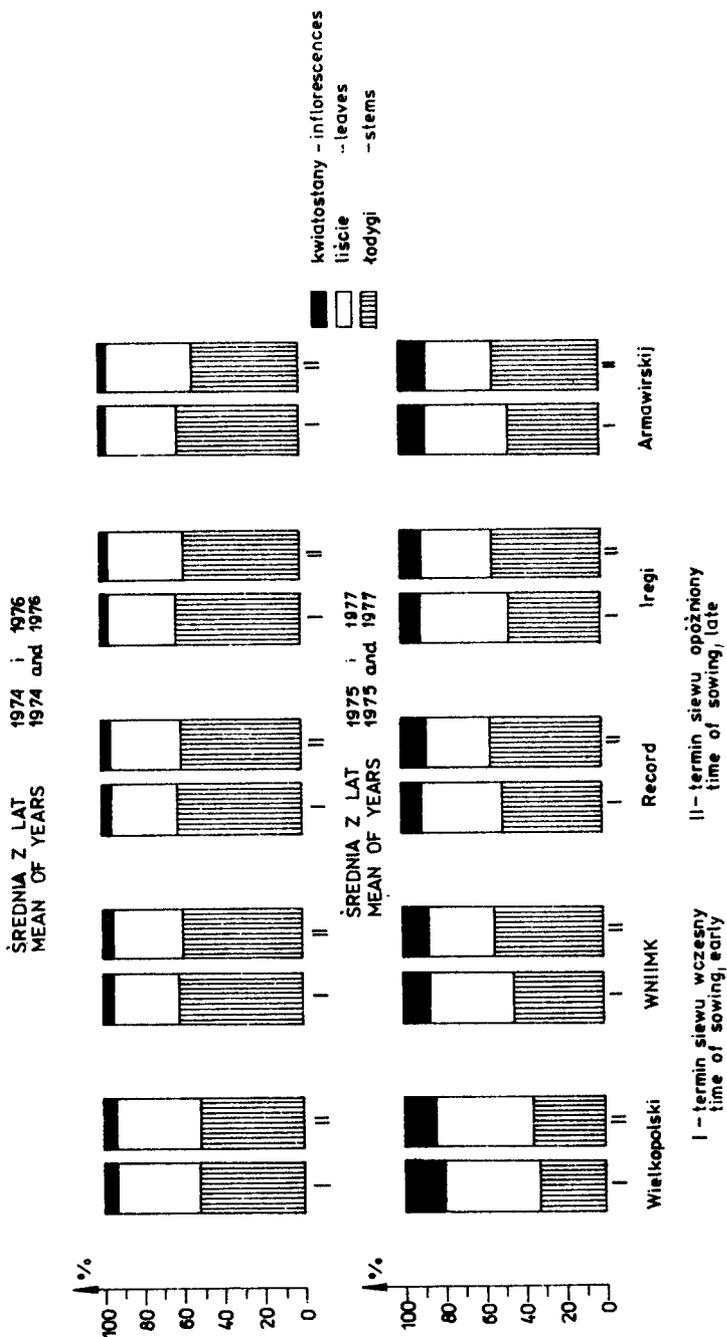 ŚREDNIA Z LAT 1974 i 1976
MEAN OF YEARS 1974 and 1976
%
100
80
60
40
20
0
I II I II I II I II I II
kwiatostany - inflorescences
liście - leaves
łodygi - stems
ŚREDNIA Z LAT 1975 i 1977
MEAN OF YEARS 1975 and 1977
%
100
80
60
40
20
0
I II I II I II I II I II
Wielkopolski WNIIMK Record Iregi Armawirskij
I - termin siewu wczesny II - termin siewu opóżniony
time of sowing, early time of sowing, late